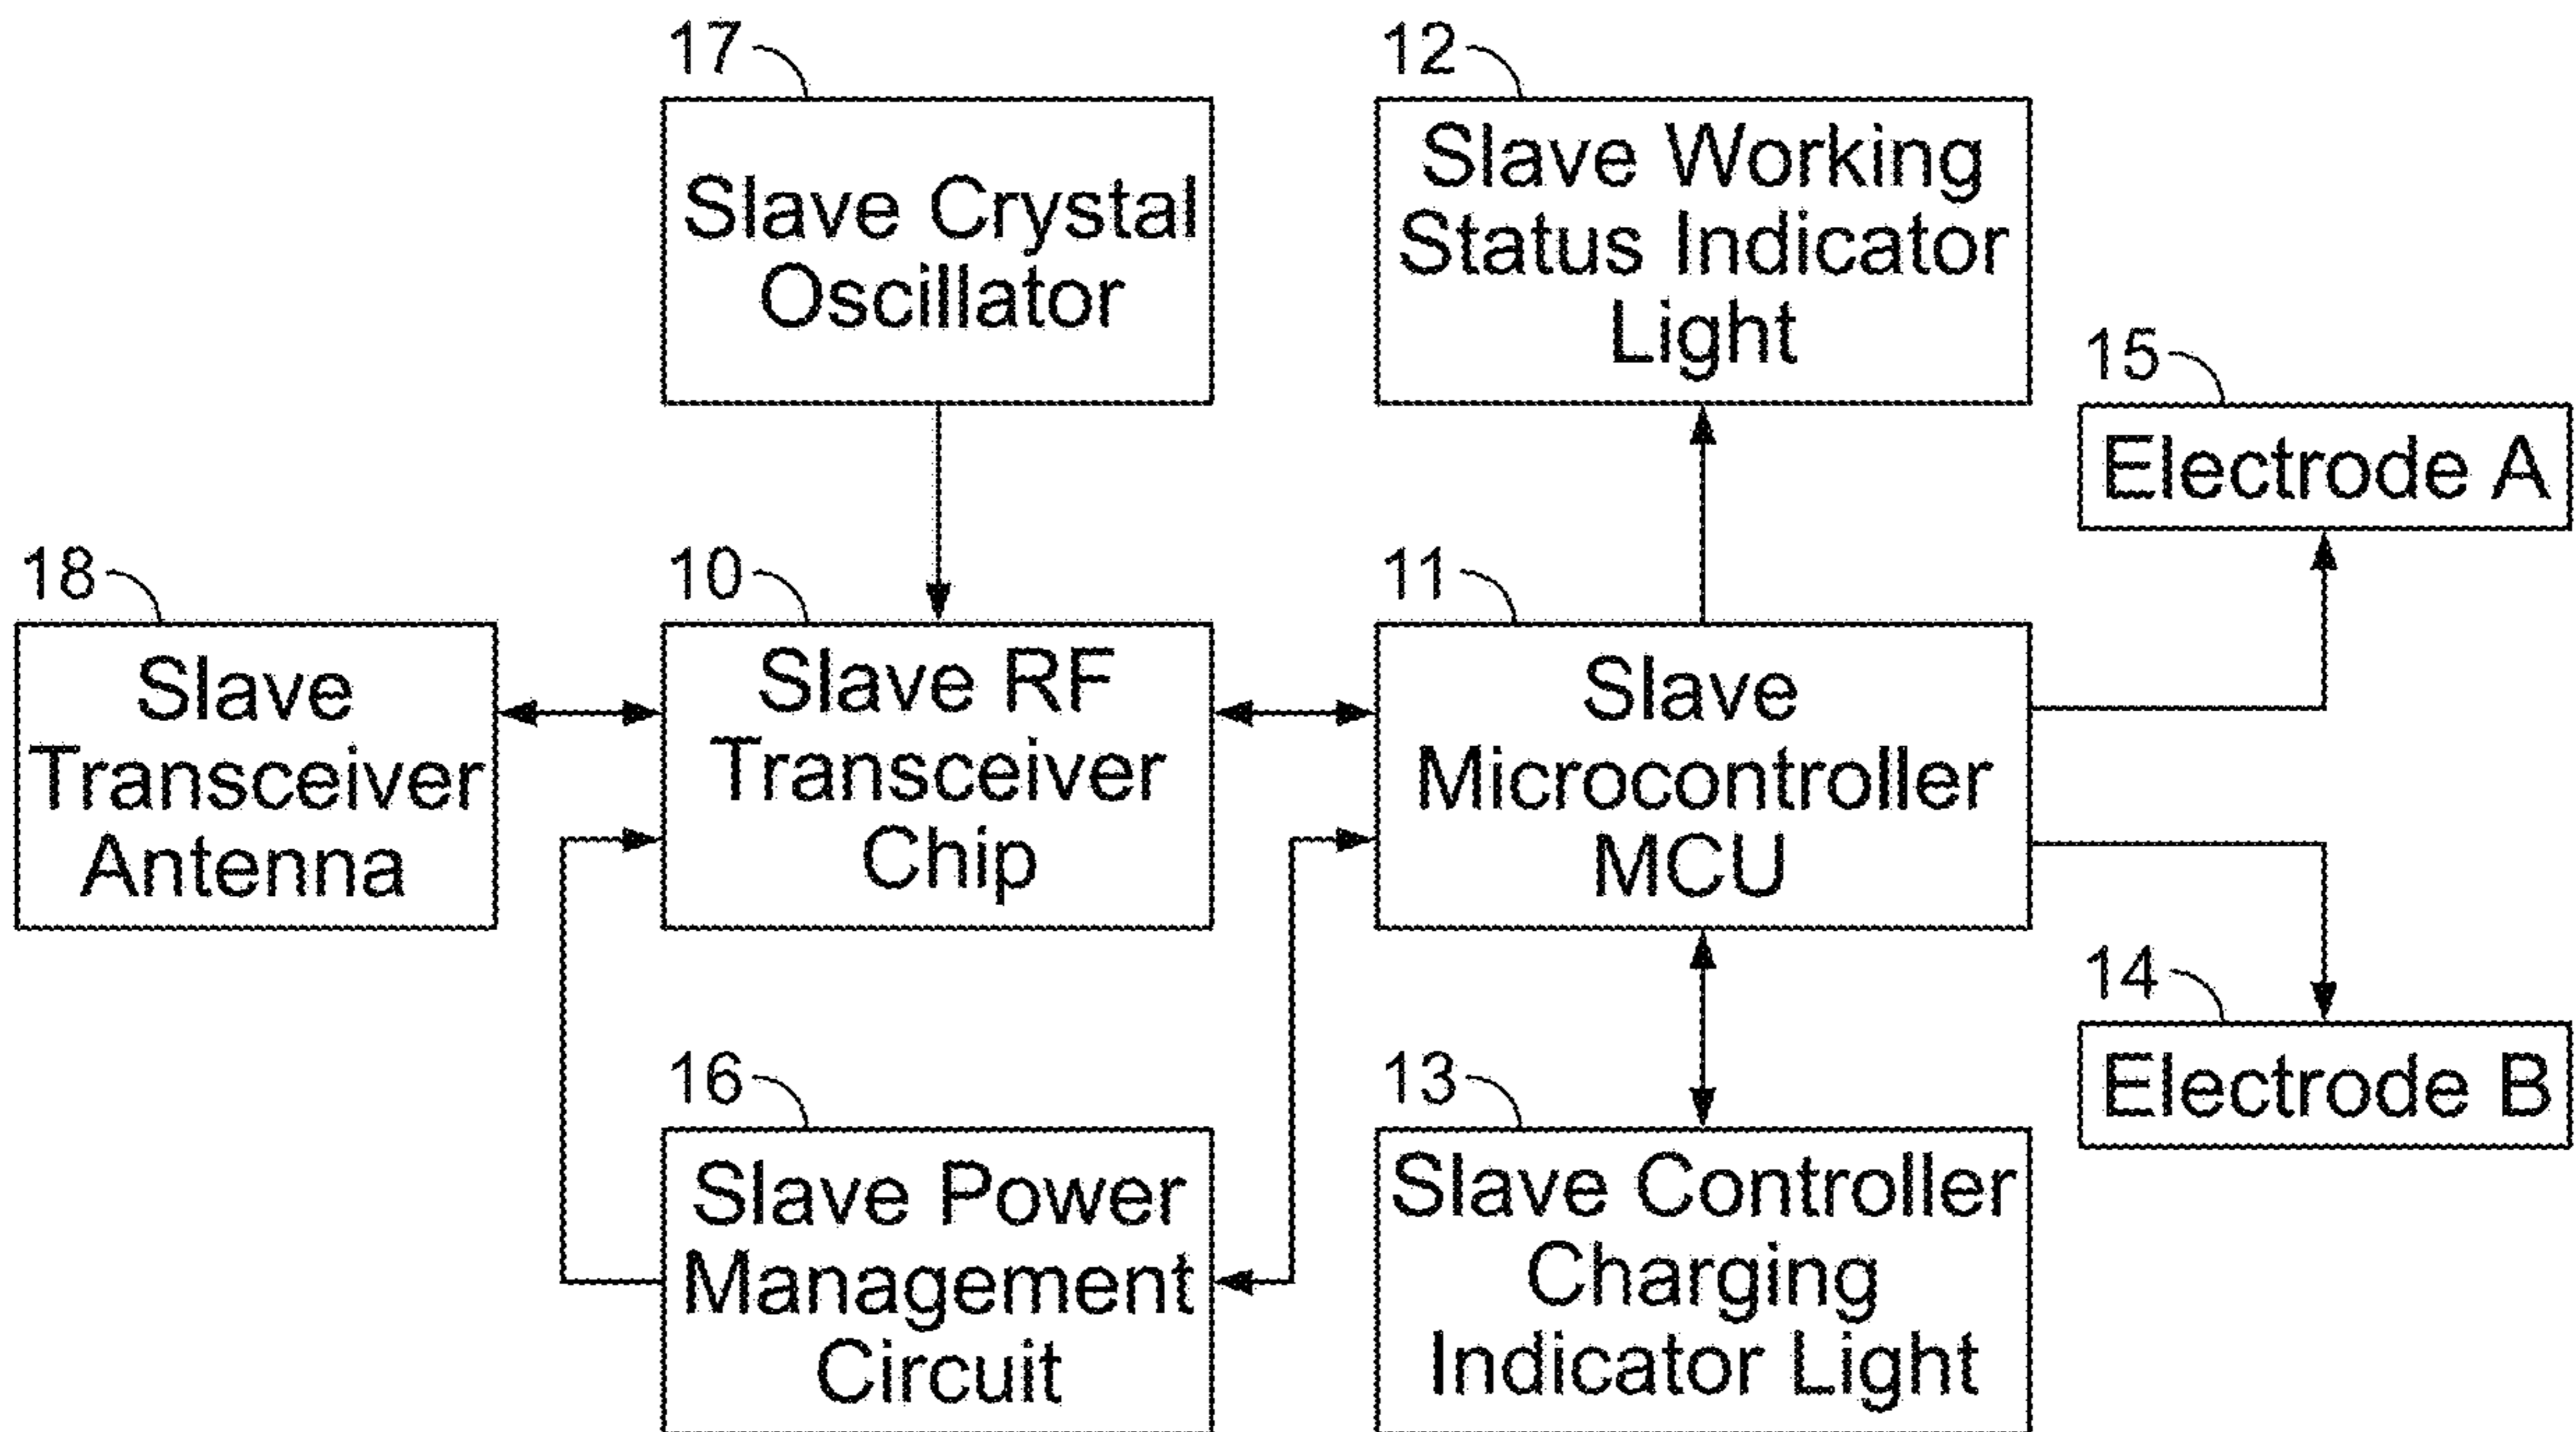 17
Slave Crystal
Oscillator
12
Slave Working
Status Indicator
Light
15
Electrode A
18
Slave
Transceiver
Antenna
10
Slave RF
Transceiver
Chip
11
Slave
Microcontroller
MCU
14
Electrode B
16
Slave Power
Management
Circuit
13
Slave Controller
Charging
Indicator Light